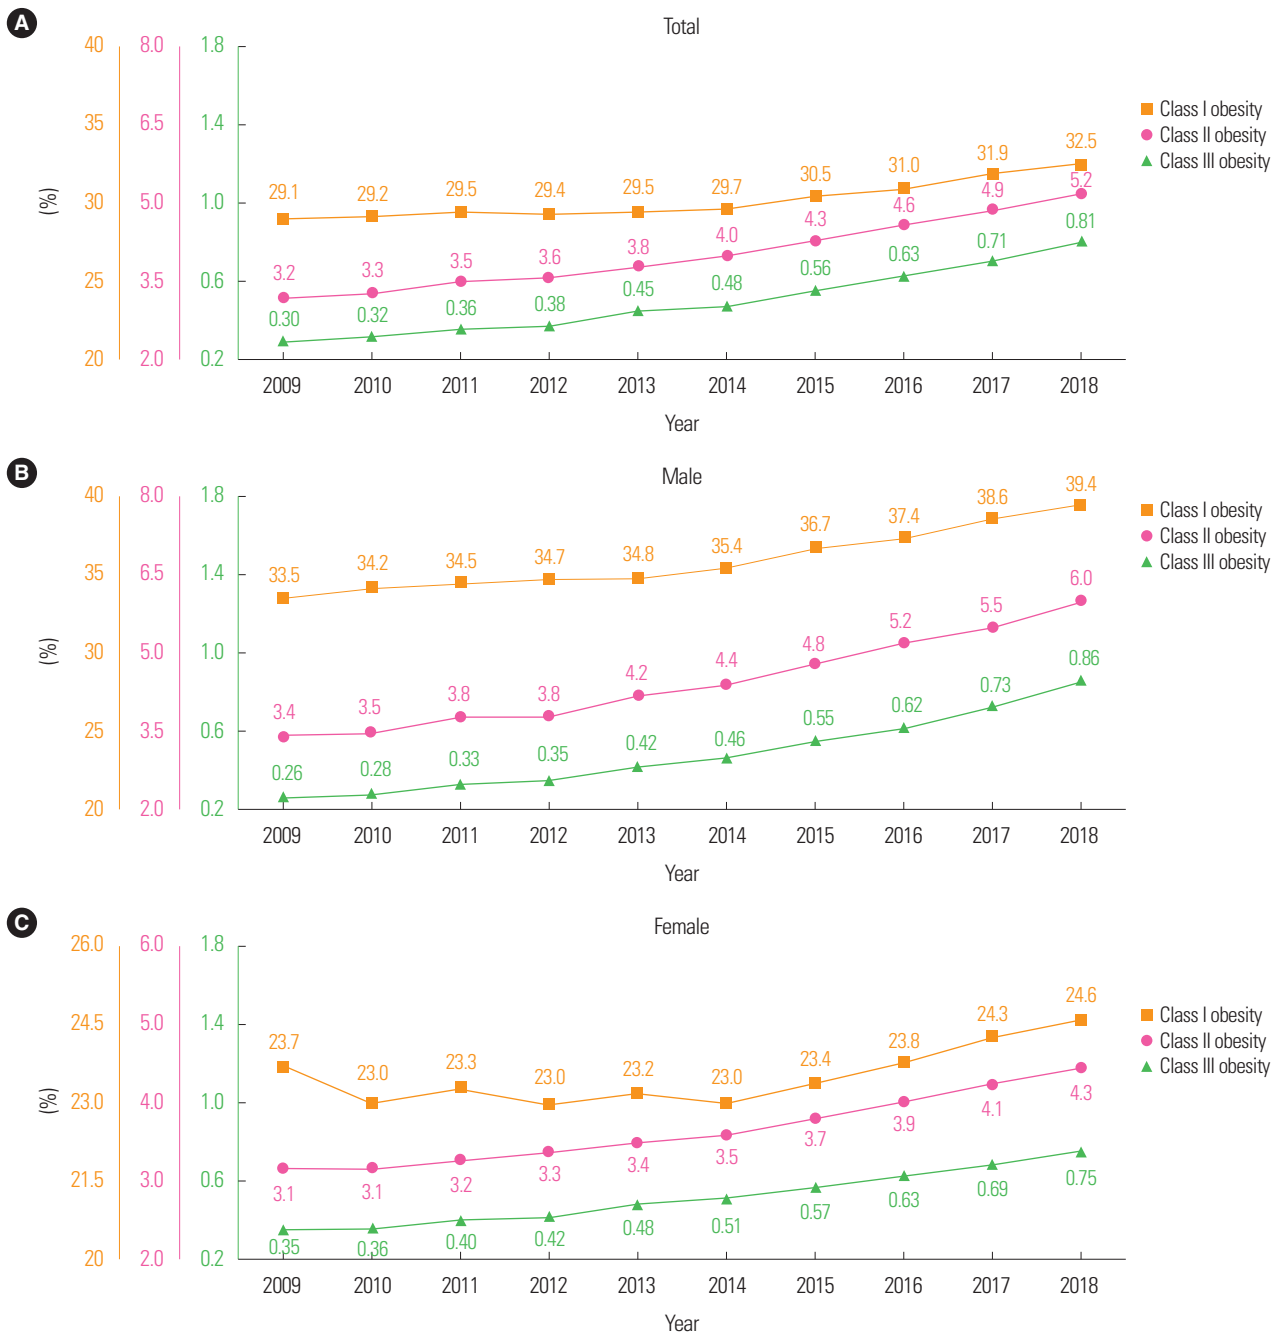 A
Total
40 8.0 1.8
35 6.5 1.4
30 5.0 1.0
25 3.5 0.6
20 2.0 0.2
(%)
29.1 29.2 29.5 29.4 29.5 29.7 30.5 31.0 31.9 32.5
3.2 3.3 3.5 3.6 3.8 4.0 4.3 4.6 4.9 5.2
0.30 0.32 0.36 0.38 0.45 0.48 0.56 0.63 0.71 0.81
2009 2010 2011 2012 2013 2014 2015 2016 2017 2018
Year
Class I obesity
Class II obesity
Class III obesity
B
Male
40 8.0 1.8
35 6.5 1.4
30 5.0 1.0
25 3.5 0.6
20 2.0 0.2
(%)
33.5 34.2 34.5 34.7 34.8 35.4 36.7 37.4 38.6 39.4
3.4 3.5 3.8 3.8 4.2 4.4 4.8 5.2 5.5 6.0
0.26 0.28 0.33 0.35 0.42 0.46 0.55 0.62 0.73 0.86
2009 2010 2011 2012 2013 2014 2015 2016 2017 2018
Year
Class I obesity
Class II obesity
Class III obesity
C
Female
26.0 6.0 1.8
24.5 5.0 1.4
23.0 4.0 1.0
21.5 3.0 0.6
20 2.0 0.2
(%)
23.7 23.0 23.3 23.0 23.2 23.0 23.4 23.8 24.3 24.6
3.1 3.1 3.2 3.3 3.4 3.5 3.7 3.9 4.1 4.3
0.35 0.36 0.40 0.42 0.48 0.51 0.57 0.63 0.69 0.75
2009 2010 2011 2012 2013 2014 2015 2016 2017 2018
Year
Class I obesity
Class II obesity
Class III obesity